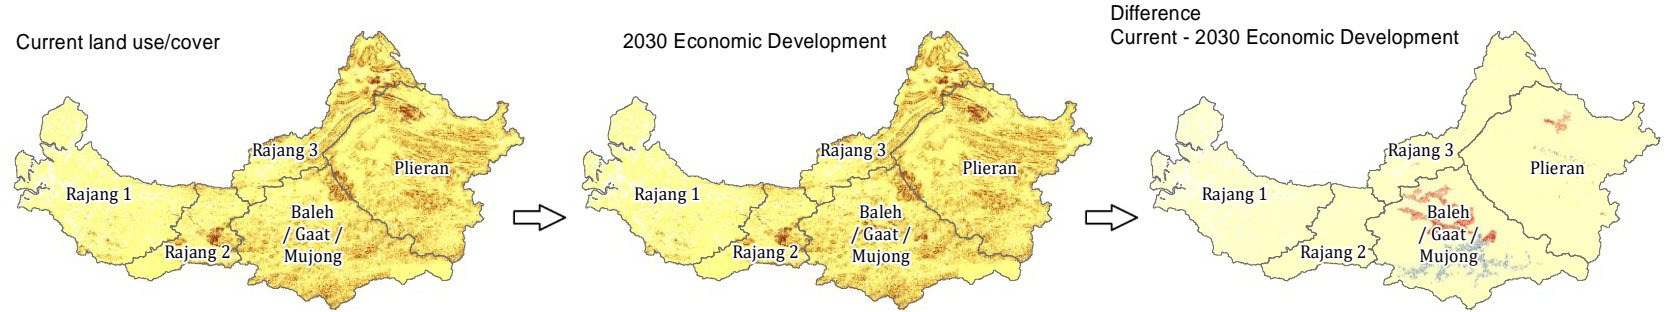 Current land use/cover
Rajang 1
Rajang 2
Rajang 3
Baleh
/ Gaat /
Mujong
Plieran
2030 Economic Development
Rajang 1
Rajang 2
Rajang 3
Baleh
/ Gaat /
Mujong
Plieran
Difference
Current - 2030 Economic Development
Rajang 1
Rajang 2
Rajang 3
Baleh
/ Gaat /
Mujong
Plieran